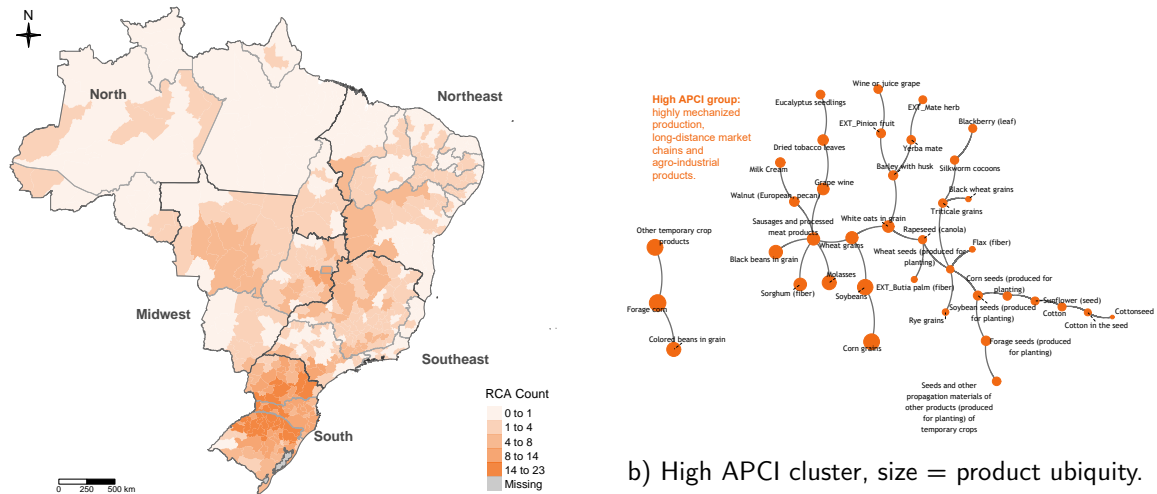 N
North
Northeast
Midwest
Southeast
South
RCA Count
0 to 1
1 to 4
4 to 8
8 to 14
14 to 23
Missing
0 250 500 km
High APCI group:
highly mechanized
production,
long-distance market
chains and
agro-industrial
products.
Wine or juice grape
Eucalyptus seedlings
EXT_Mate herb
EXT_Pinion fruit
Blackberry (leaf)
Dried tobacco leaves
Yerba mate
Milk Cream
Barley with husk
Silkworm cocoons
Grape wine
Black wheat grains
Walnut (European, pecan)
Triticale grains
Sausages and processed
meat products
White oats in grain
Rapeseed (canola)
Other temporary crop
products
Wheat grains
Wheat seeds (produced for
planting)
Flax (fiber)
Black beans in grain
Molasses
Sorghum (fiber)
Soybeans
EXT_Butia palm (fiber)
Corn seeds (produced for
planting)
Forage corn
Rye grains
Soybean seeds (produced
for planting)
Sunflower (seed)
Cotton
Cottonseed
Cotton in the seed
Colored beans in grain
Corn grains
Forage seeds (produced
for planting)
Seeds and other
propagation materials of
other products (produced
for planting) of
temporary crops
b) High APCI cluster, size = product ubiquity.